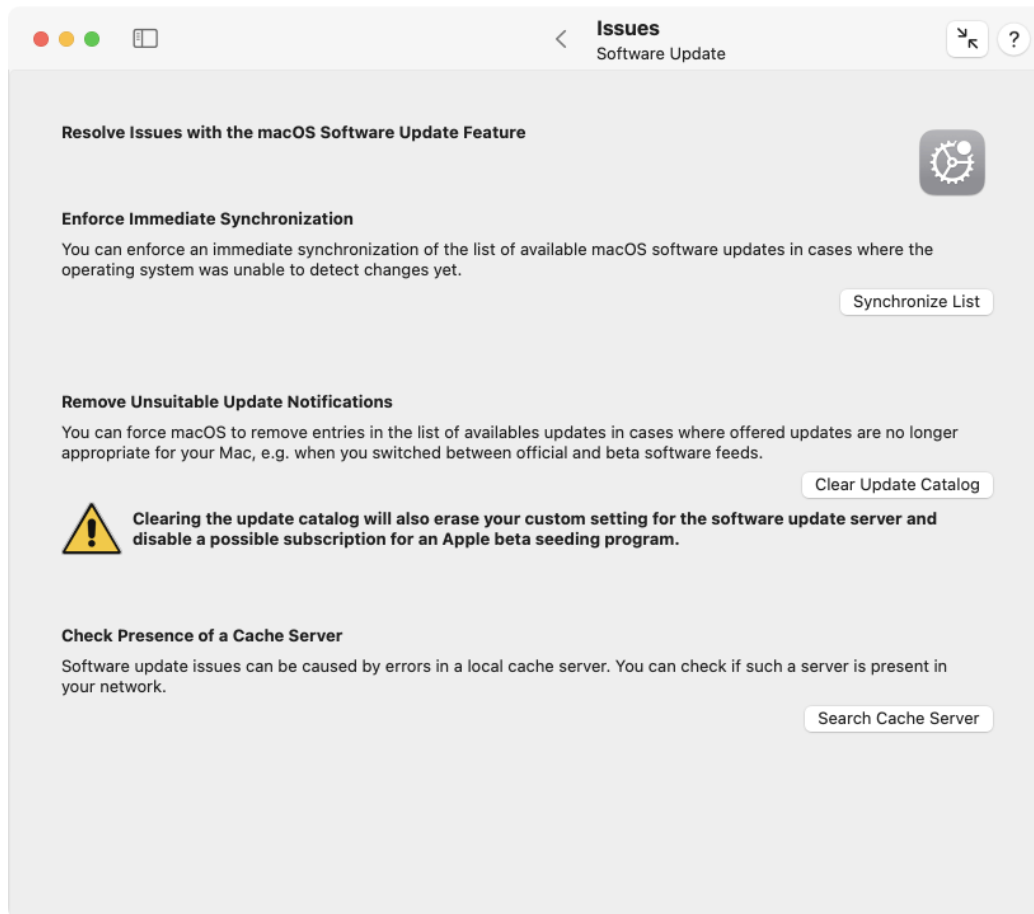 Issues
Software Update
?
Resolve Issues with the macOS Software Update Feature
Enforce Immediate Synchronization
You can enforce an immediate synchronization of the list of available macOS software updates in cases where the
operating system was unable to detect changes yet.
Synchronize List
Remove Unsuitable Update Notifications
You can force macOS to remove entries in the list of availables updates in cases where offered updates are no longer
appropriate for your Mac, e.g. when you switched between official and beta software feeds.
Clear Update Catalog
Clearing the update catalog will also erase your custom setting for the software update server and
disable a possible subscription for an Apple beta seeding program.
Check Presence of a Cache Server
Software update issues can be caused by errors in a local cache server. You can check if such a server is present in
your network.
Search Cache Server